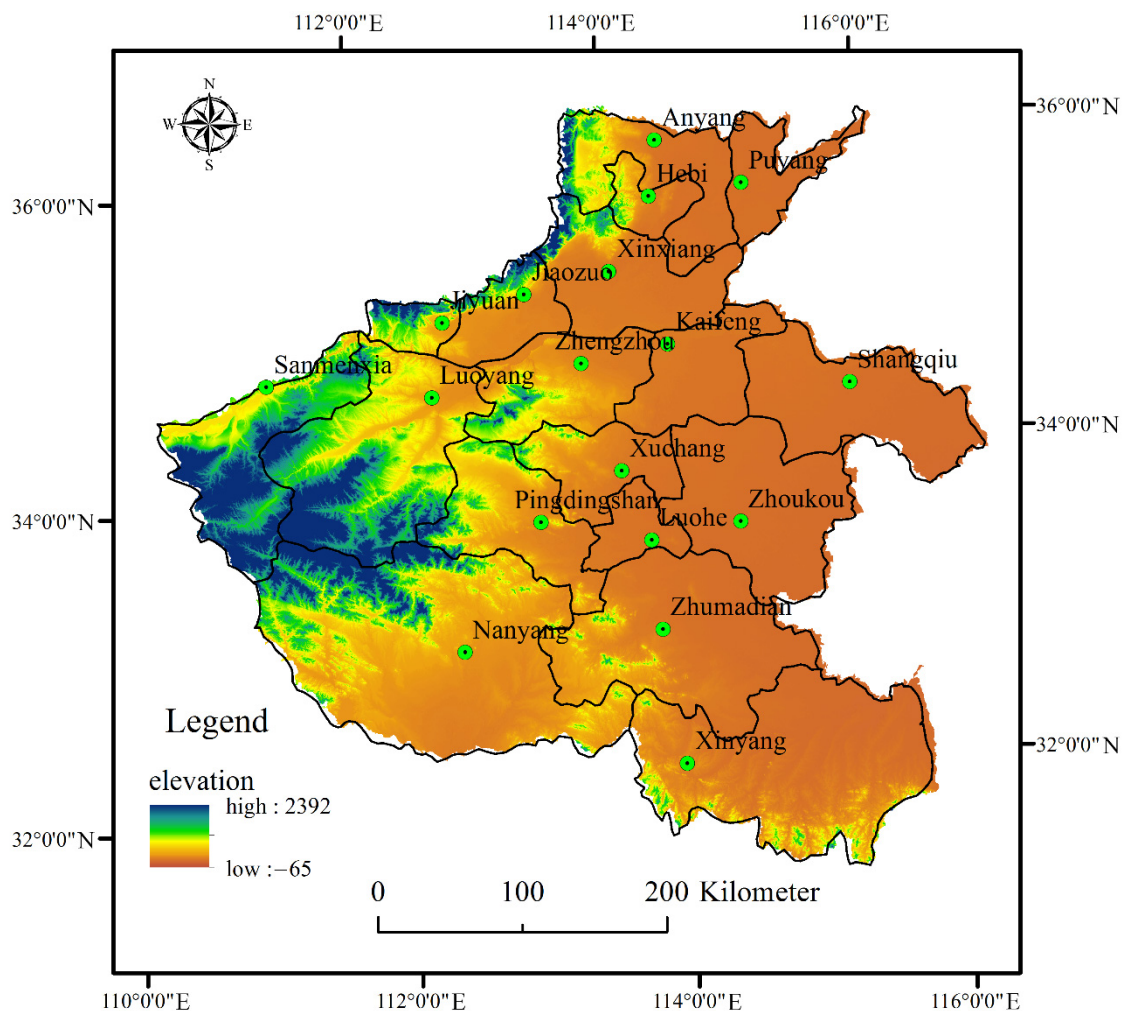 112°0'0"E 114°0'0"E 116°0'0"E
N
W E
S
36°0'0"N
Anyang
Puyang
Hebi
36°0'0"N
Xinxiang
Jiaozuo
Jiyuan
Kaifeng
Zhengzhou
Shangqiu
Sanmenxia
Luoyang
34°0'0"N
Xuchang
Pingdingshan
Zhoukou
Luohe
34°0'0"N
Zhumadian
Nanyang
Legend
Xinyang
32°0'0"N
elevation
high : 2392
32°0'0"N
low :−65
0 100 200 Kilometer
110°0'0"E 112°0'0"E 114°0'0"E 116°0'0"E